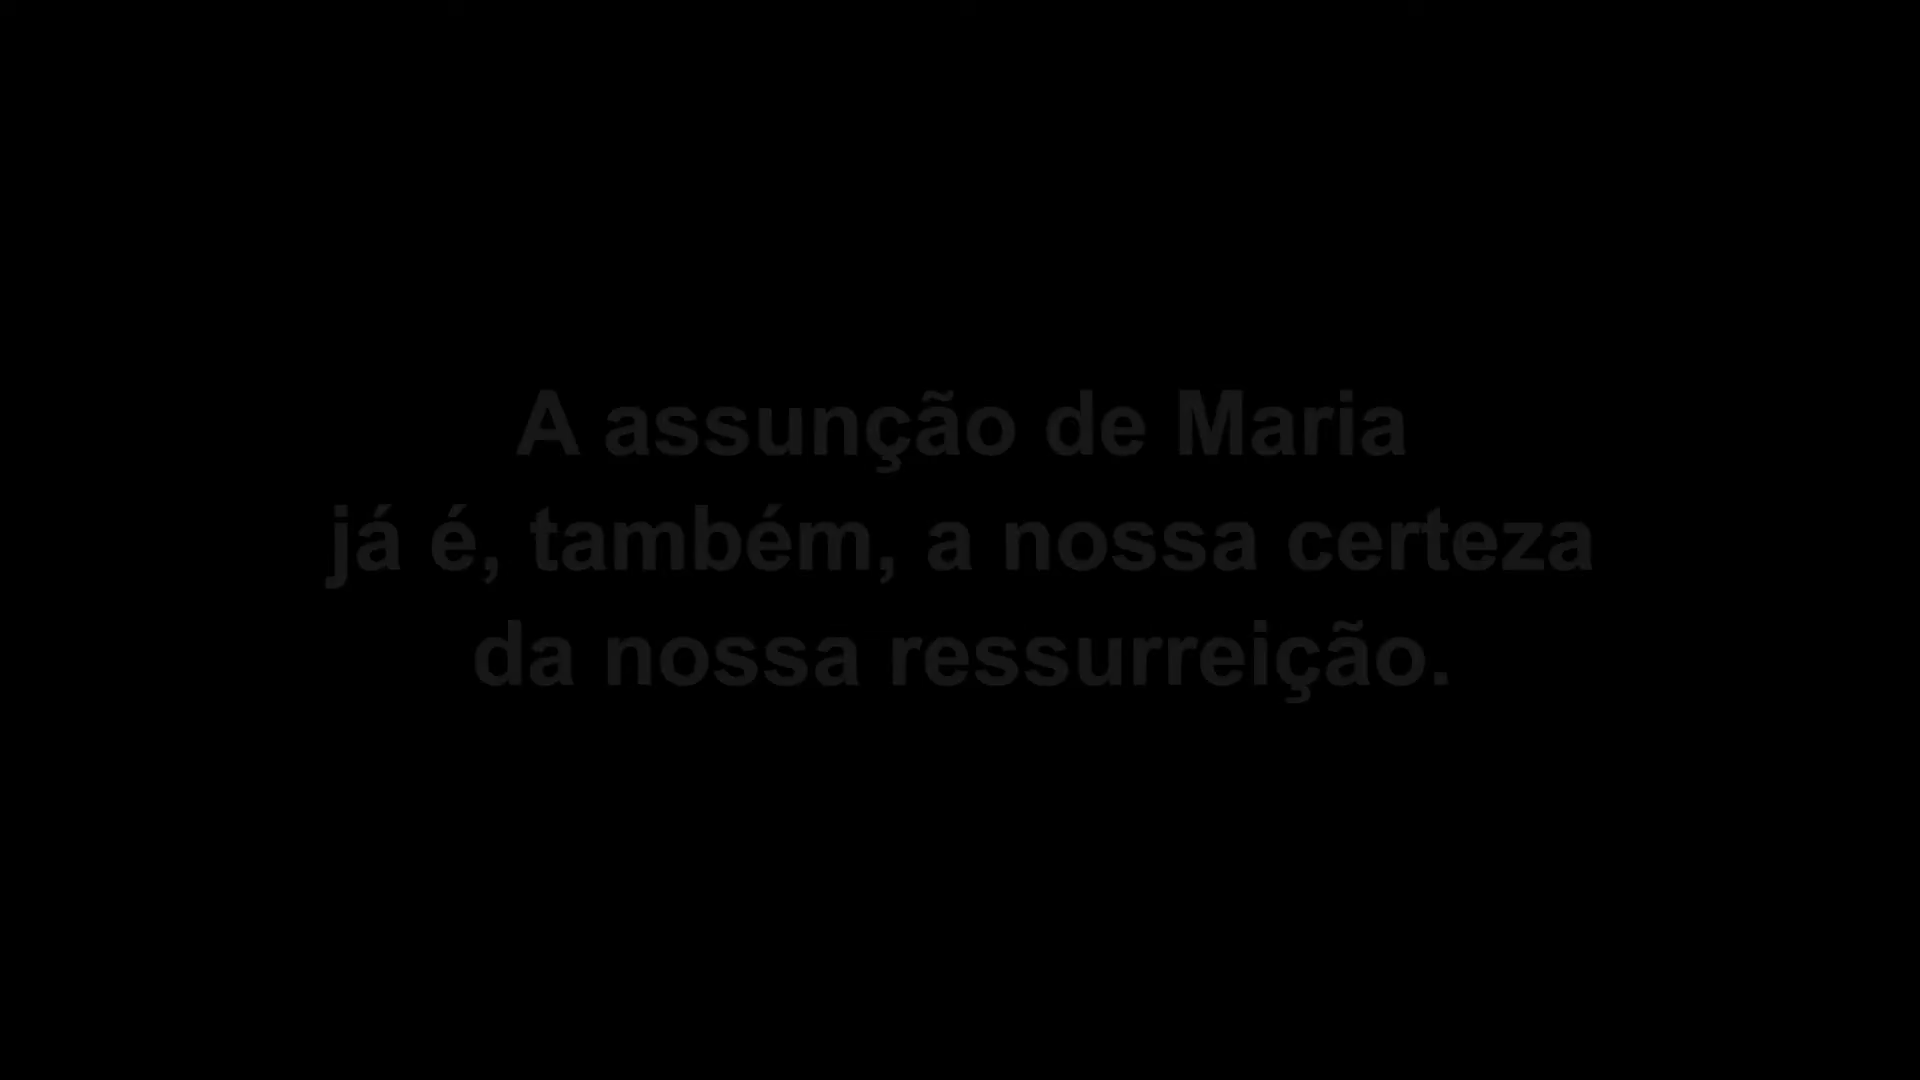 A assunção de Maria
já é, também, a nossa certeza
da nossa ressurreição.